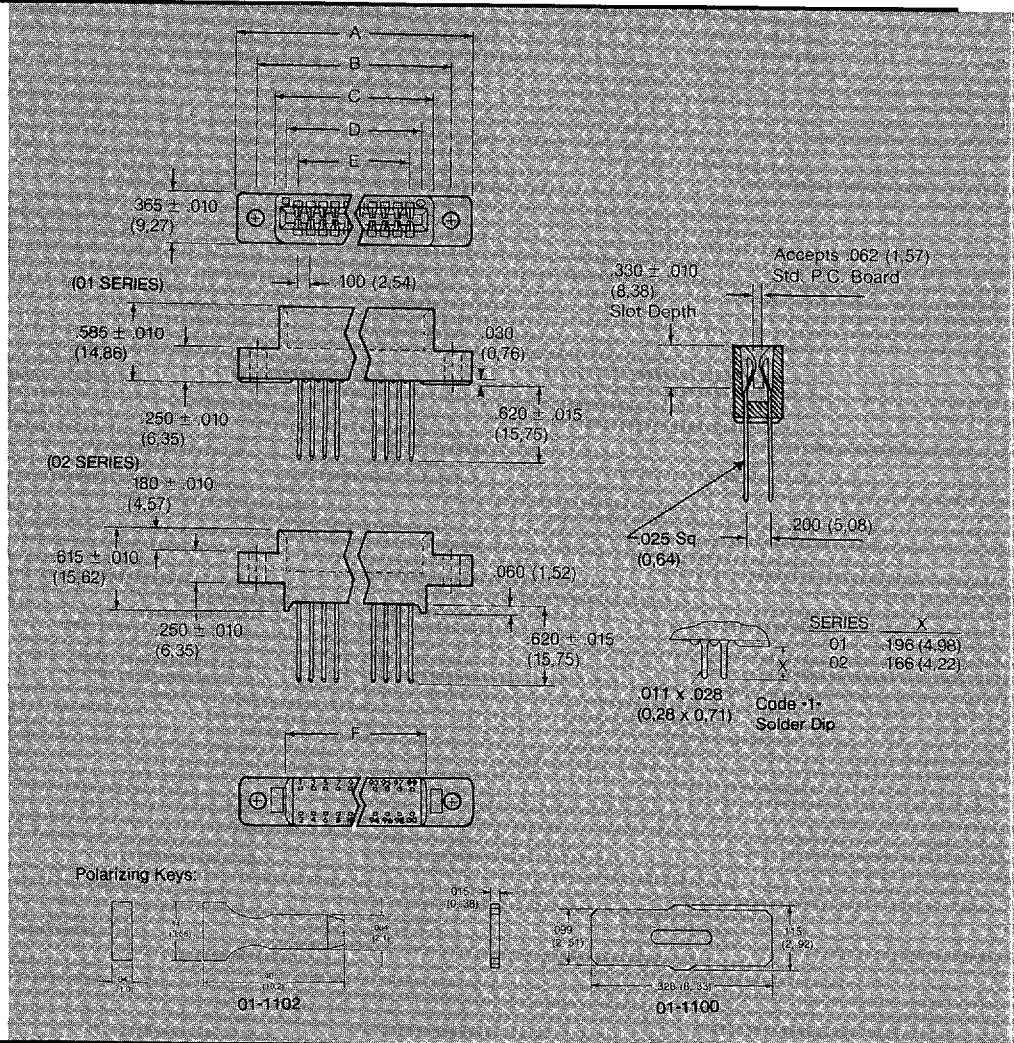 A
B
C
D
E
.365 ± .010
(9,27)
(01 SERIES)
.100 (2,54)
.585 ± .010
(14,86)
.030
(0,76)
.250 ± .010
(6,35)
.620 ± .015
(15,75)
.330 ± .010
(8,38)
Slot Depth
Accepts .062 (1,57)
Std. P.C. Board
(02 SERIES)
.180 ± .010
(4,57)
.025 Sq
(0,64)
.200 (5,08)
.615 ± .010
(15,62)
.060 (1,52)
.250 ± .010
(6,35)
.620 ± .015
(15,75)
SERIES X
01 .196 (4.98)
02 .166 (4.22)
X
.011 x .028
(0,28 x 0,71)
Code -1-
Solder Dip
F
Polarizing Keys:
.015
(0,.38)
.099
(2,.51)
.115
(2,.92)
(10.2)
.328 (8,.33)
01-1102
01-1100